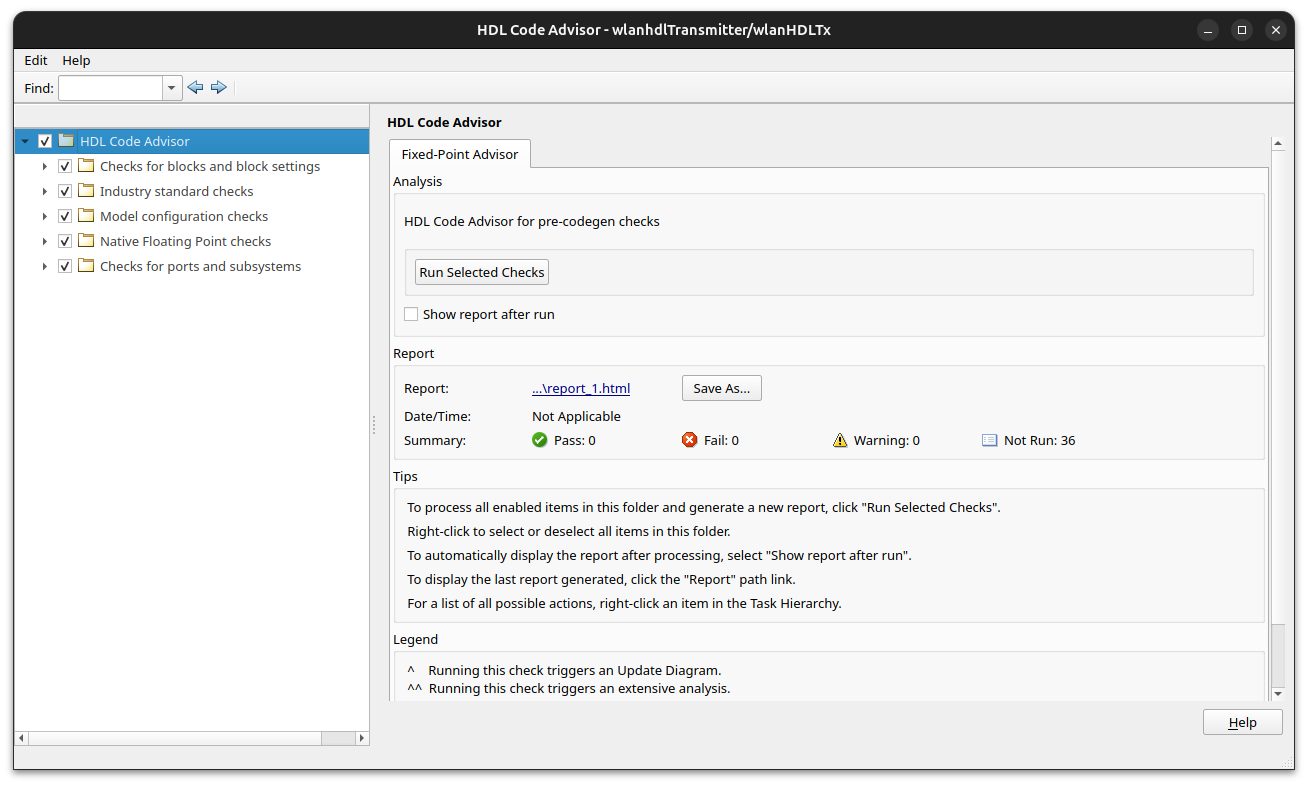 HDL Code Advisor - wlanhdlTransmitter/wlanHDLTx
Edit Help
Find:
HDL Code Advisor
Checks for blocks and block settings
Industry standard checks
Model configuration checks
Native Floating Point checks
Checks for ports and subsystems
HDL Code Advisor
Fixed-Point Advisor
Analysis
HDL Code Advisor for pre-codegen checks
Run Selected Checks
Show report after run
Report
Report: ...\report_1.html Save As...
Date/Time: Not Applicable
Summary: Pass: 0 Fail: 0 Warning: 0 Not Run: 36
Tips
To process all enabled items in this folder and generate a new report, click "Run Selected Checks".
Right-click to select or deselect all items in this folder.
To automatically display the report after processing, select "Show report after run".
To display the last report generated, click the "Report" path link.
For a list of all possible actions, right-click an item in the Task Hierarchy.
Legend
^ Running this check triggers an Update Diagram.
^^ Running this check triggers an extensive analysis.
Help